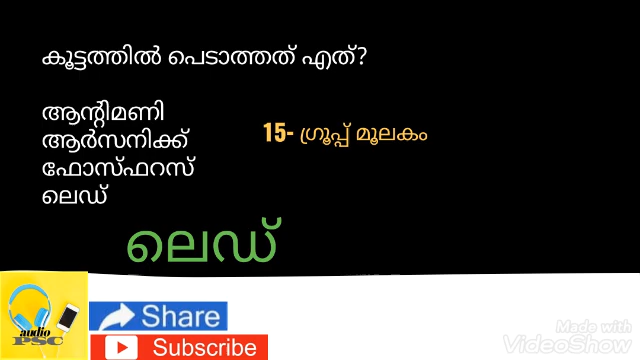 കൂട്ടത്തിൽ പെടാത്തത് എത്?
ആന്റിമണി
ആർസനിക്ക്
15- ഗ്രൂപ്പ് മൂലകം
ഫോസ്ഫറസ്
ലെഡ്
ലെഡ്
audio
PSC
Share
Subscribe
Made with
VideoShow